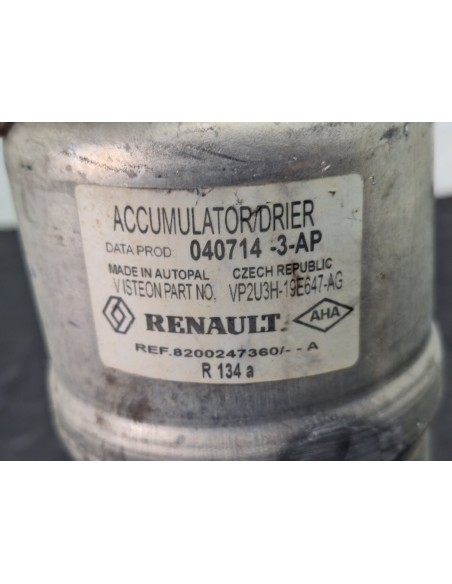 ACCUMULATOR/DRIER
DATA PROD 040714 -3-AP
MADE IN AUTOPAL CZECH REPUBLIC
VISTEON PART NO. VP2U3H-19E647-AG
RENAULT AHA
REF.8200247360/- - A
R 134 a